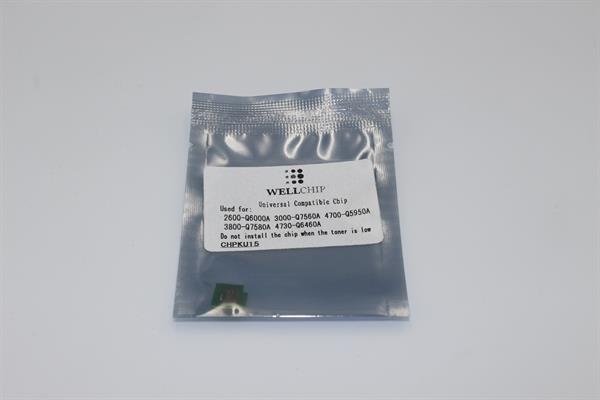 WELLCHIP
Used for: Universal Compatible Chip
2600-Q6000A 3000-Q7560A 4700-Q5950A
3800-Q7580A 4730-Q6460A
Do not install the chip when the toner is low
CHPKU15